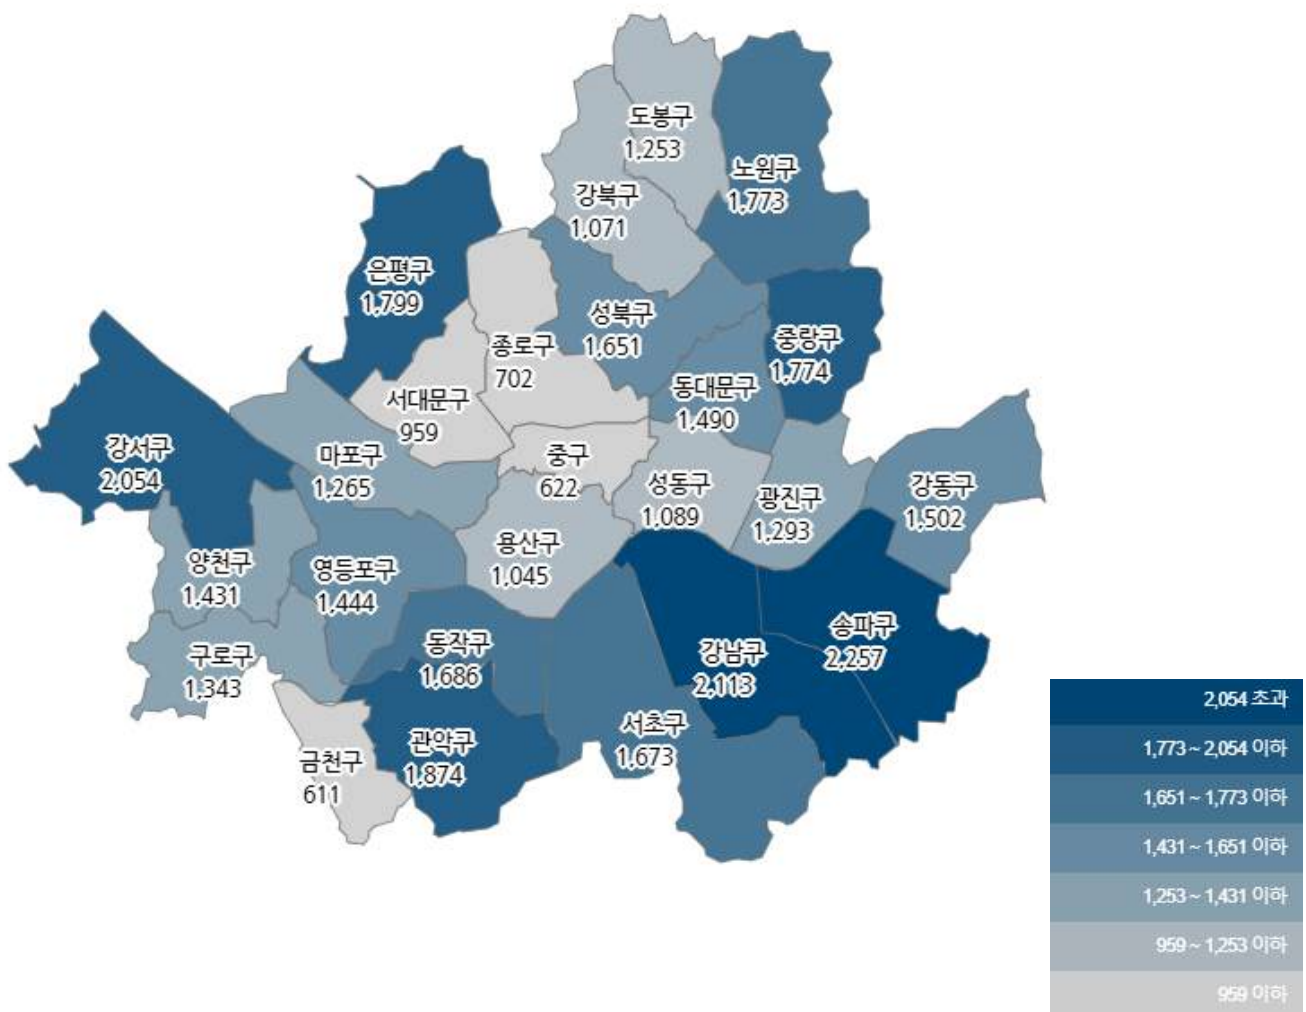 도봉구
1,253
노원구
1,773
강북구
1,071
은평구
1,799
성북구
1,651
중랑구
1,774
종로구
702
동대문구
1,490
서대문구
959
강서구
2,054
마포구
1,265
중구
622
성동구
1,089
광진구
1,293
강동구
1,502
용산구
1,045
양천구
1,431
영등포구
1,444
구로구
1,343
동작구
1,686
강남구
2,113
송파구
2,257
서초구
1,673
관악구
1,874
금천구
611
2,054 초과
1,773 ~ 2,054 이하
1,651 ~ 1,773 이하
1,431 ~ 1,651 이하
1,253 ~ 1,431 이하
959 ~ 1,253 이하
959 이하